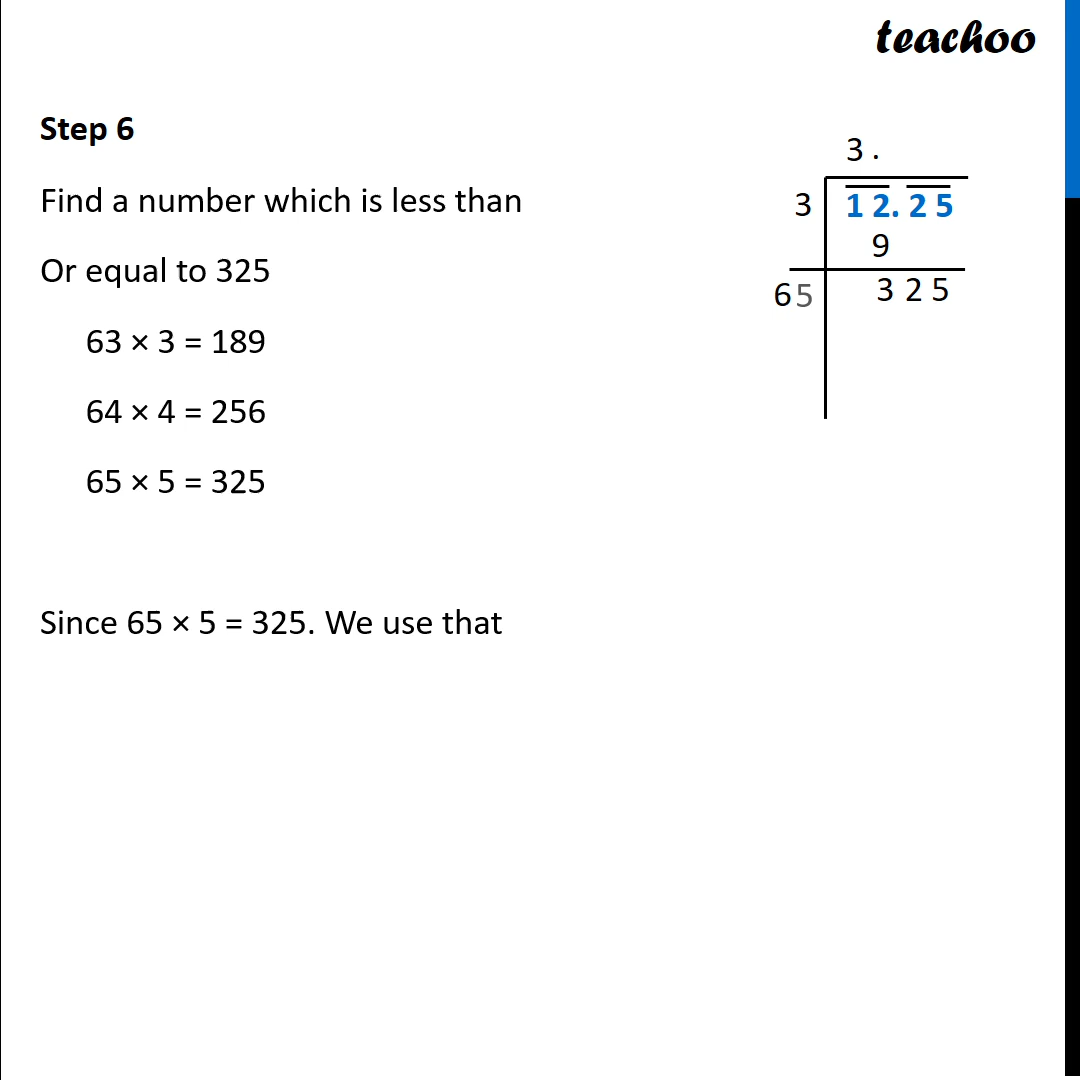 teachoo
Step 6
Find a number which is less than
Or equal to 325
63 × 3 = 189
64 × 4 = 256
65 × 5 = 325
Since 65 × 5 = 325. We use that
3 .
3 1 2. 2 5
9
6 5 3 2 5